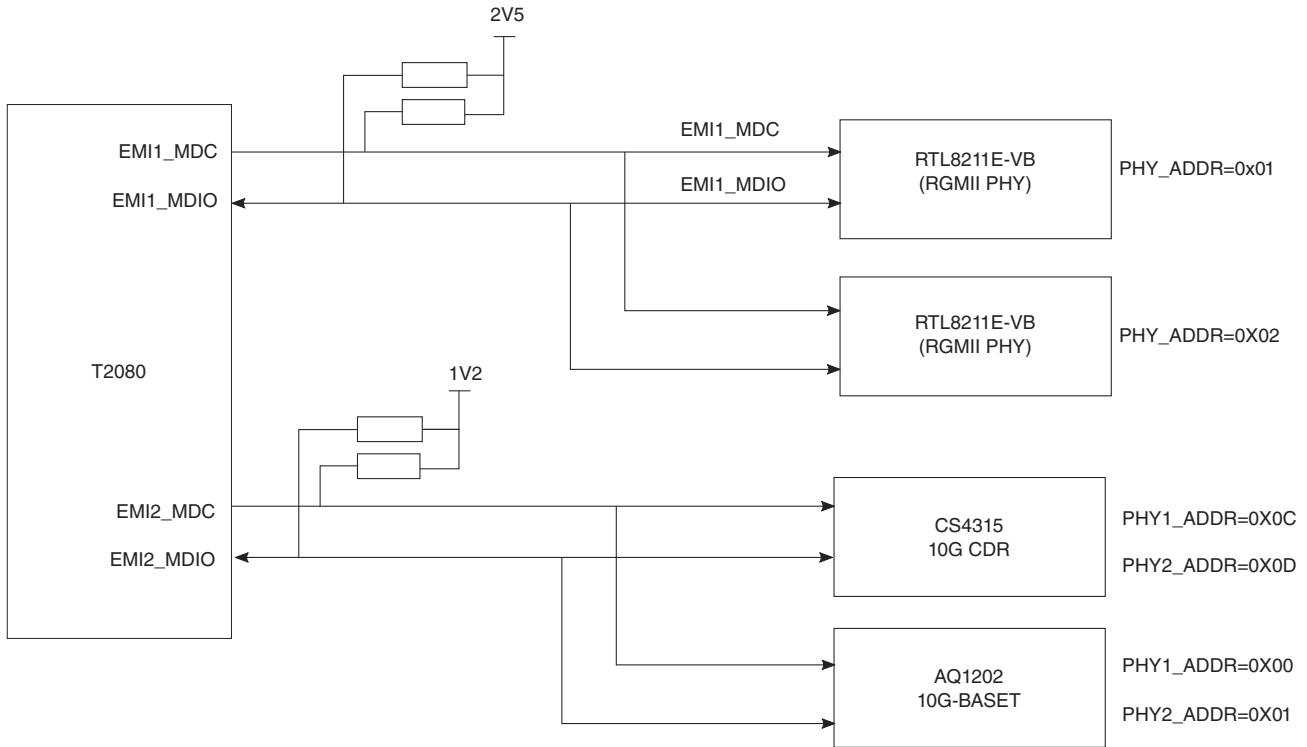 2V5
EMI1_MDC
EMI1_MDC
RTL8211E-VB
(RGMII PHY)
PHY_ADDR=0x01
EMI1_MDIO
EMI1_MDIO
RTL8211E-VB
(RGMII PHY)
PHY_ADDR=0X02
T2080
1V2
EMI2_MDC
EMI2_MDIO
CS4315
10G CDR
PHY1_ADDR=0X0C
PHY2_ADDR=0X0D
AQ1202
10G-BASET
PHY1_ADDR=0X00
PHY2_ADDR=0X01